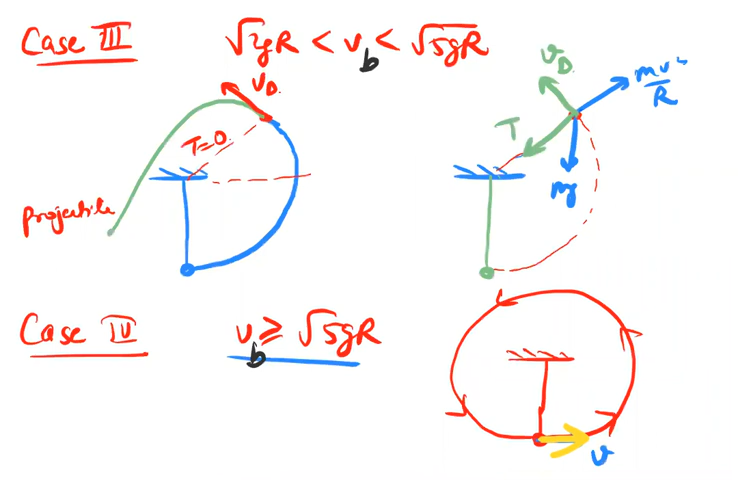 Case III √2gR < v_b < √5gR
v_D.
T=0
projectile
v_D.
mv²/R
T
mg
Case IV v_b ≥ √5gR
v